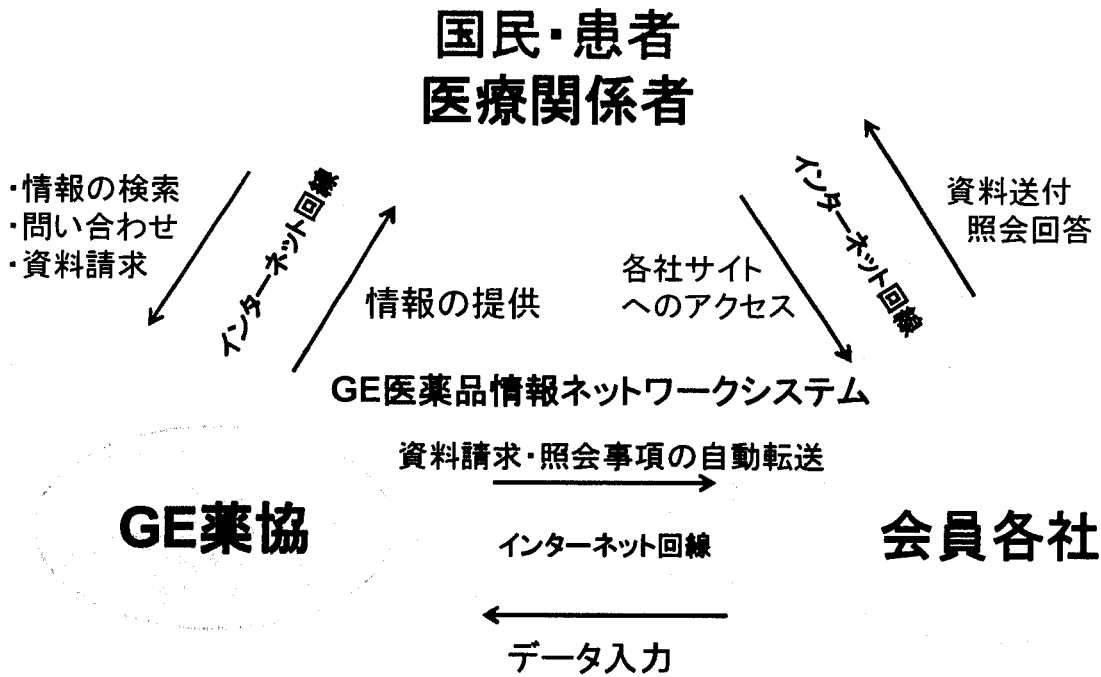 国民・患者
医療関係者
・情報の検索
・問い合わせ
・資料請求
インターネット回線
情報の提供
各社サイト
へのアクセス
インターネット回線
資料送付
照会回答
GE医薬品情報ネットワークシステム
資料請求・照会事項の自動転送
GE薬協
インターネット回線
会員各社
データ入力